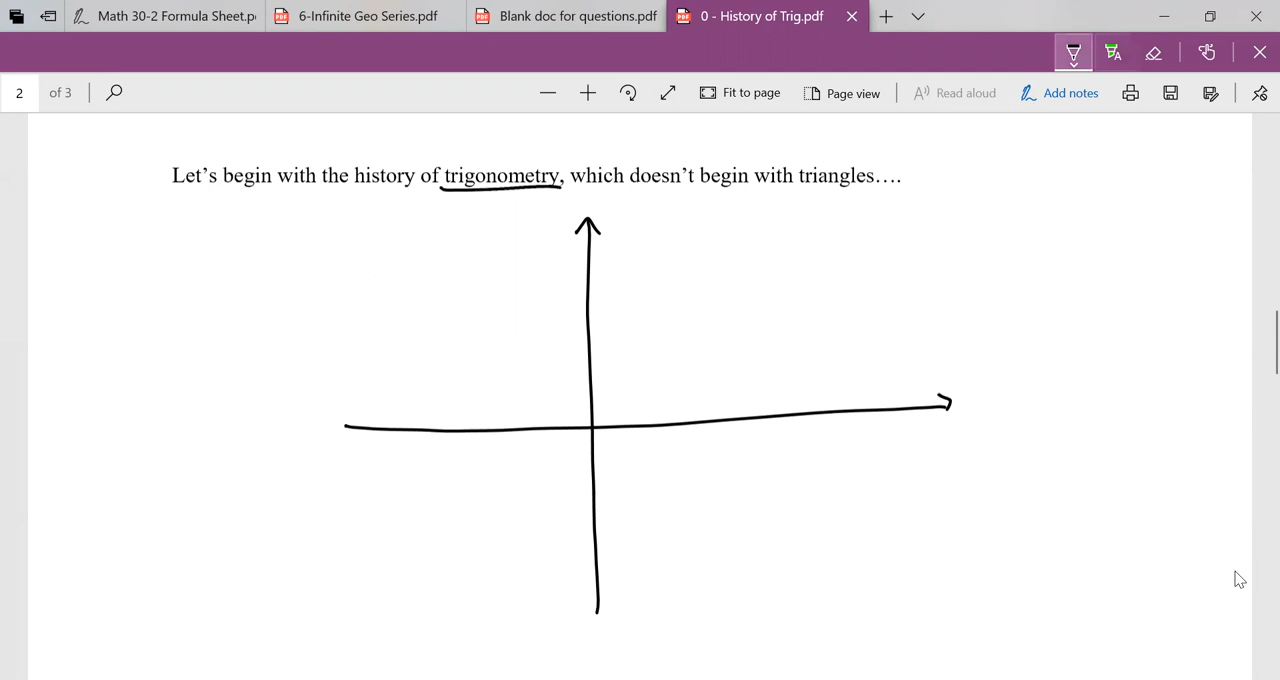 Math 30-2 Formula Sheet.p
6-Infinite Geo Series.pdf
Blank doc for questions.pdf
0 - History of Trig.pdf
2 of 3
Fit to page
Page view
Read aloud
Add notes
Let’s begin with the history of trigonometry, which doesn’t begin with triangles….